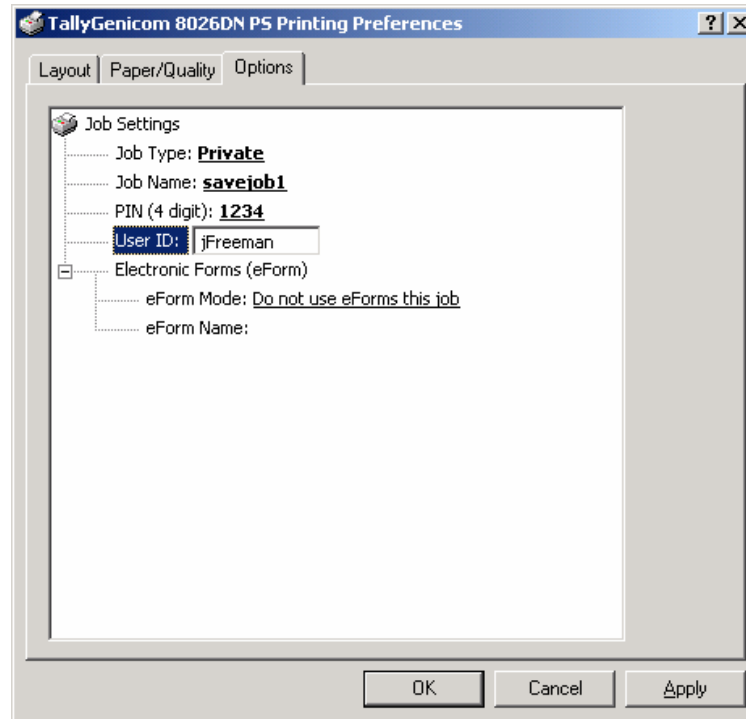 TallyGenicom 8026DN PS Printing Preferences
? X
Layout Paper/Quality Options
Job Settings
Job Type: Private
Job Name: savejob1
PIN (4 digit): 1234
User ID: jFreeman
Electronic Forms (eForm)
eForm Mode: Do not use eForms this job
eForm Name:
OK Cancel Apply